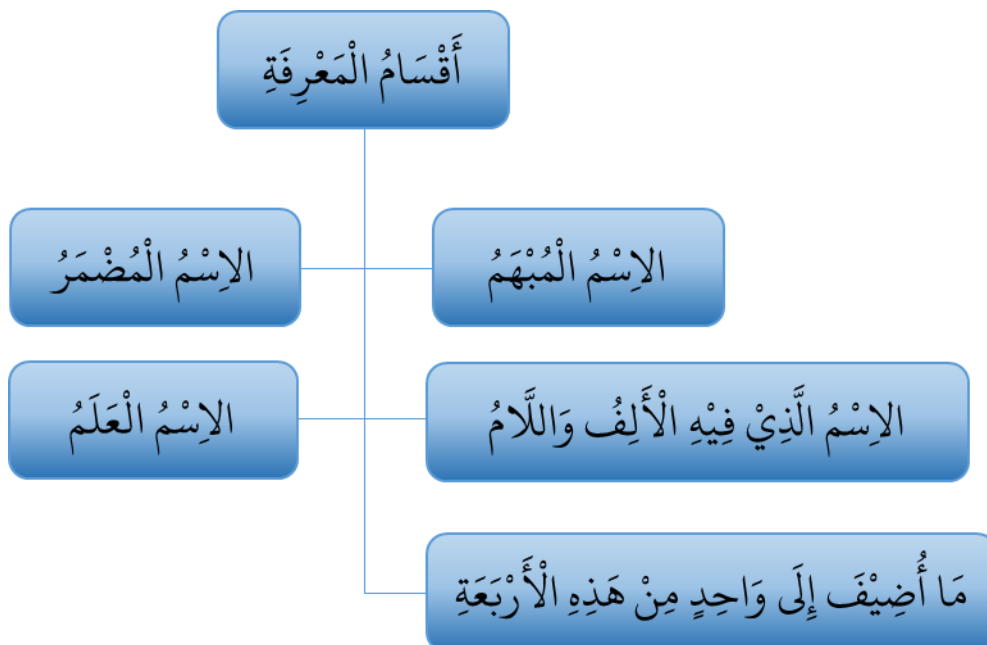 أَقْسَامُ الْمَعْرِفَةِ
الاِسْمُ الْمُبْهَمُ
الاِسْمُ الْمُضْمَرُ
الاِسْمُ الَّذِيْ فِيْهِ الْأَلِفُ وَاللَّامُ
الاِسْمُ الْعَلَمُ
مَا أُضِيْفَ إِلَى وَاحِدٍ مِنْ هَذِهِ الْأَرْبَعَةِ